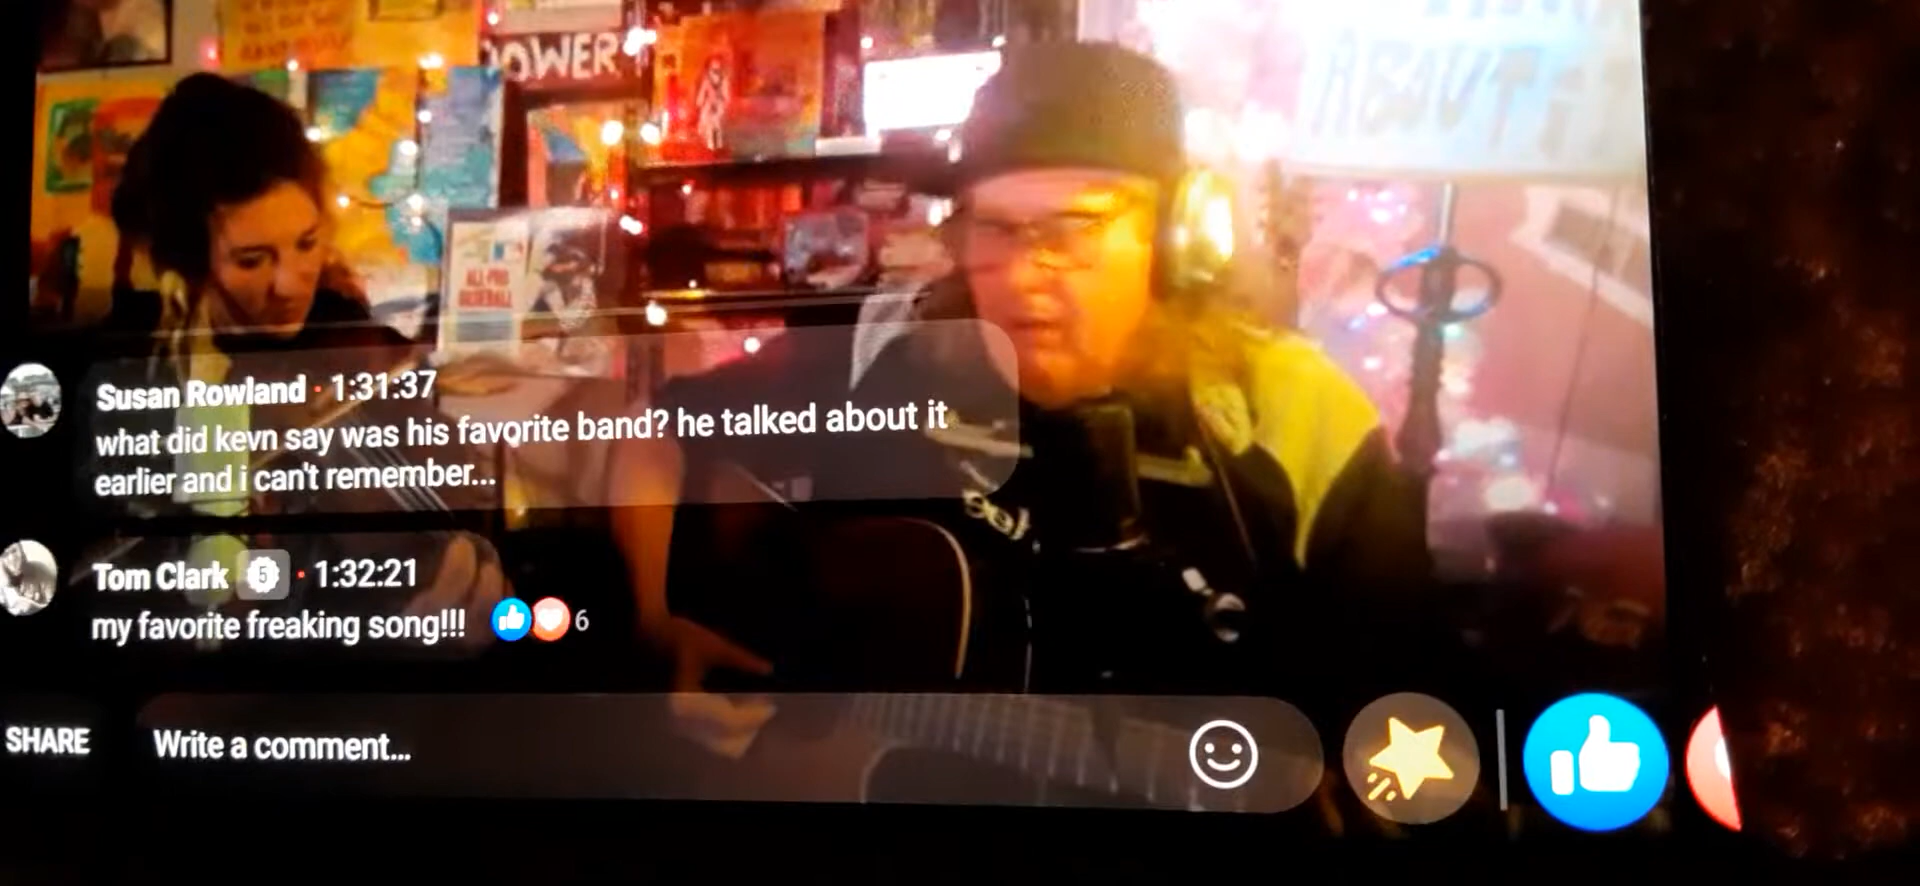 POWER
ABOUT
ALL-PRO
BASEBALL
Susan Rowland · 1:31:37
what did kevn say was his favorite band? he talked about it
earlier and i can't remember...
Tom Clark 5 · 1:32:21
my favorite freaking song!!! 6
SHARE
Write a comment...